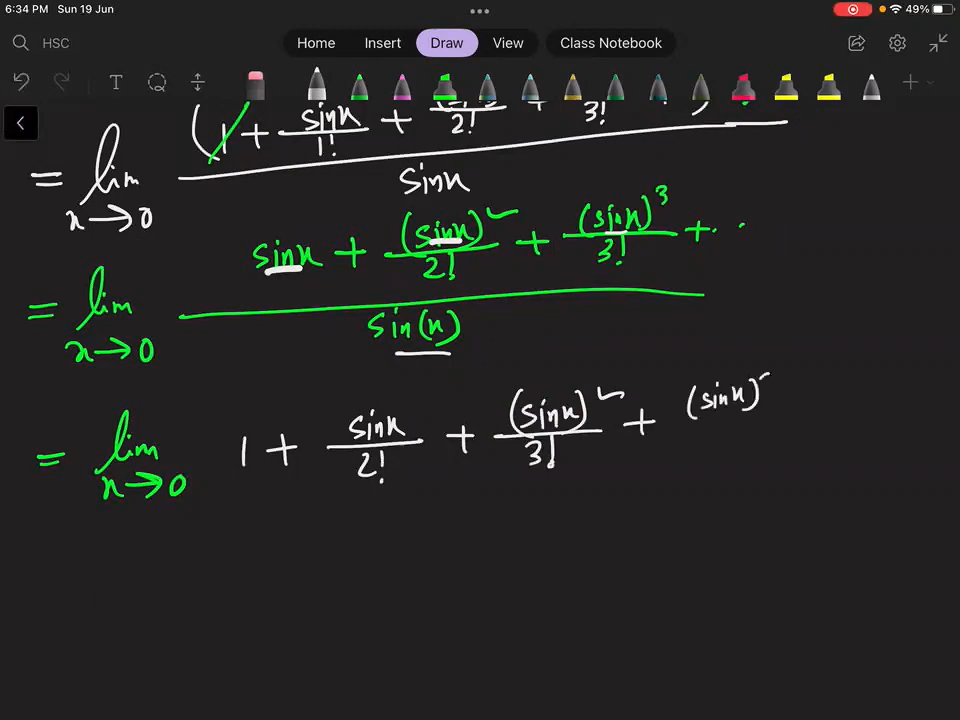 6:34 PM Sun 19 Jun 49%
HSC
Home Insert Draw View Class Notebook
T
= lim (1 + sinx/1! + /2! + /3!
x→0 sinx
= lim sinx + (sinx)²/2! + (sinx)³/3! + . .
x→0 sin(x)
= lim 1 + sinx/2! + (sinx)²/3! + (sinx)
x→0